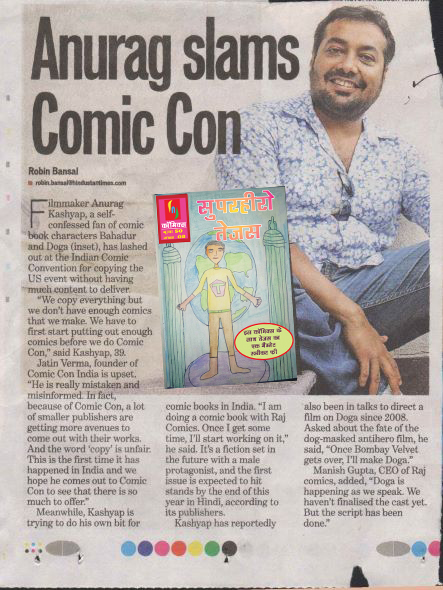 Anurag slams
Comic Con
Robin Bansal
robin.bansal@hindustantimes.com
Filmmaker Anurag
Kashyap, a self-
confessed fan of comic
book characters Bahadur
and Doga (inset), has lashed
out at the Indian Comic
Convention for copying the
US event without having
much content to deliver.
“We copy everything but
we don’t have enough comics
that we make. We have to
first start putting out enough
comics before we do Comic
Con,” said Kashyap, 39.
Jatin Verma, founder of
Comic Con India is upset.
“He is really mistaken and
misinformed. In fact,
because of Comic Con, a lot
of smaller publishers are
getting more avenues to
come out with their works.
And the word ‘copy’ is unfair.
This is the first time it has
happened in India and we
hope he comes out to Comic
Con to see that there is so
much to offer.”
Meanwhile, Kashyap is
trying to do his own bit for
कॉमिक्स
सुपरहीरो
तेजस
इस कॉमिक्स के
साथ तेजस का
एक मैग्नेट
स्टीकर फ्री
comic books in India. “I am
doing a comic book with Raj
Comics. Once I get some
time, I’ll start working on it,”
he said. It’s a fiction set in
the future with a male
protagonist, and the first
issue is expected to hit
stands by the end of this
year in Hindi, according to
its publishers.
Kashyap has reportedly
also been in talks to direct a
film on Doga since 2008.
Asked about the fate of the
dog-masked antihero film, he
said, “Once Bombay Velvet
gets over, I’ll make Doga.”
Manish Gupta, CEO of Raj
comics, added, “Doga is
happening as we speak. We
haven’t finalised the cast yet.
But the script has been
done.”